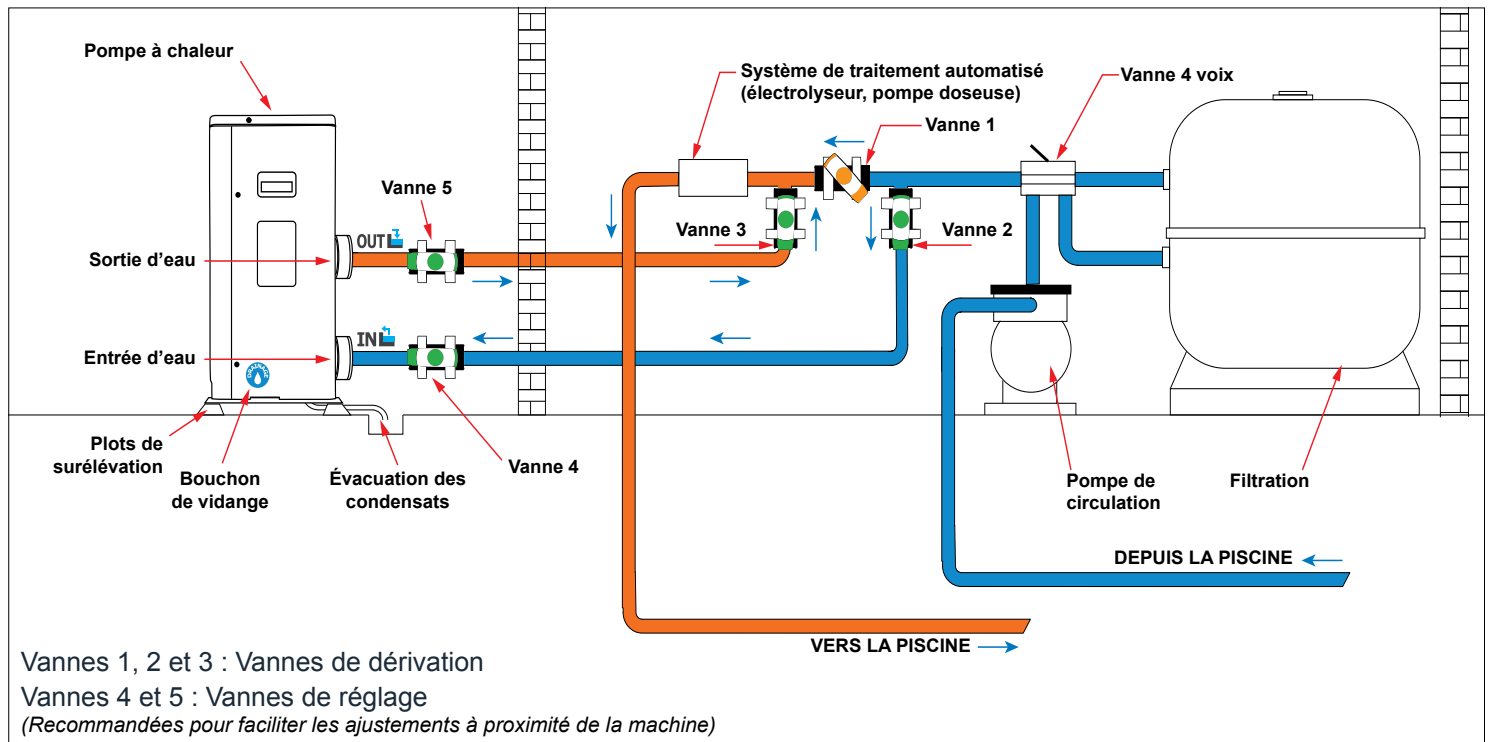 Pompe à chaleur
Système de traitement automatisé
(électrolyseur, pompe doseuse)
Vanne 4 voix
Vanne 1
Vanne 5
Vanne 3
Vanne 2
OUT
Sortie d'eau
IN
Entrée d'eau
Plots de
surélévation
Bouchon
de vidange
Évacuation des
condensats
Vanne 4
Pompe de
circulation
Filtration
DEPUIS LA PISCINE
VERS LA PISCINE
Vannes 1, 2 et 3 : Vannes de dérivation
Vannes 4 et 5 : Vannes de réglage
(Recommandées pour faciliter les ajustements à proximité de la machine)